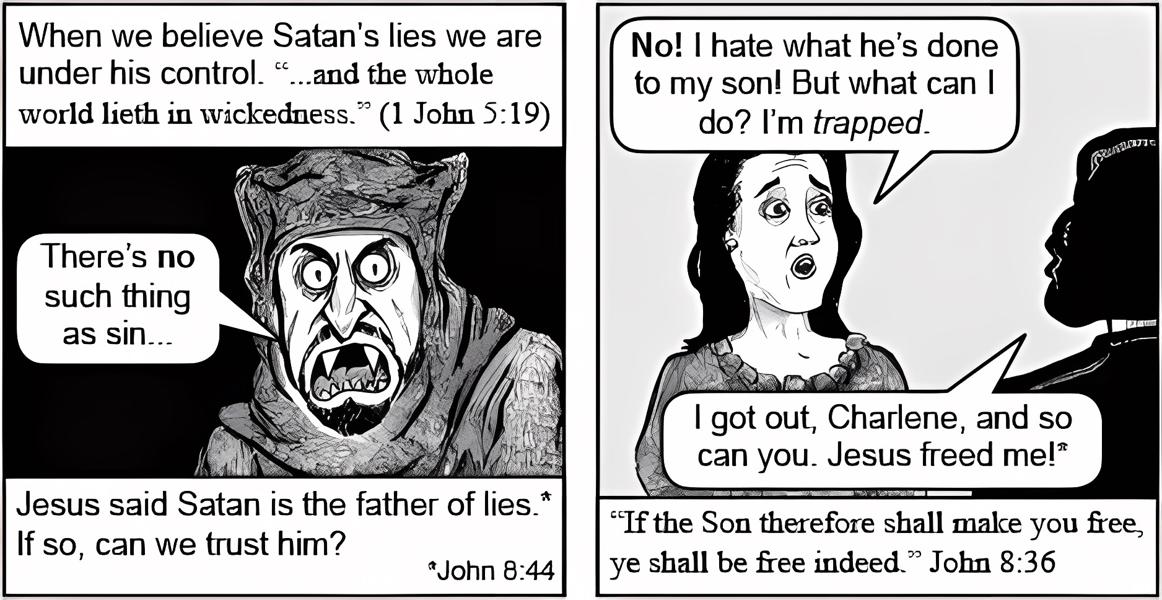 When we believe Satan's lies we are
under his control. “...and the whole
world lieth in wickedness.” (1 John 5:19)
There's no
such thing
as sin...
Jesus said Satan is the father of lies.*
If so, can we trust him?
*John 8:44
No! I hate what he's done
to my son! But what can I
do? I'm trapped.
I got out, Charlene, and so
can you. Jesus freed me!*
“If the Son therefore shall make you free,
ye shall be free indeed.” John 8:36